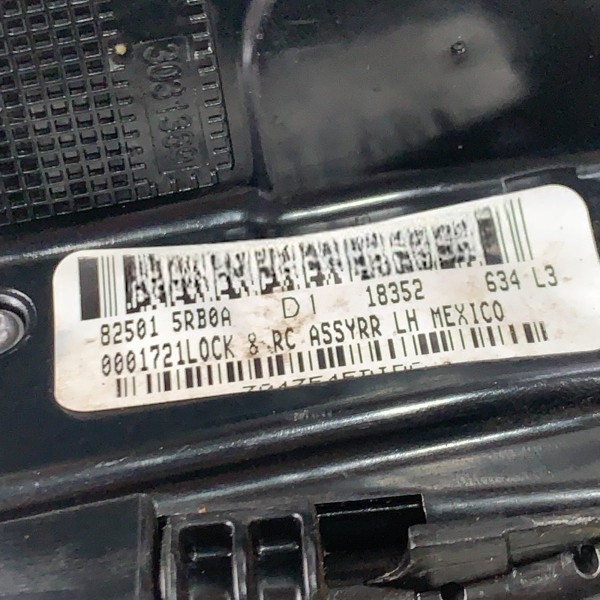 82501 5RB0A D1 18352 634 L3
0001721LOCK & RC ASSYRR LH MEXICO